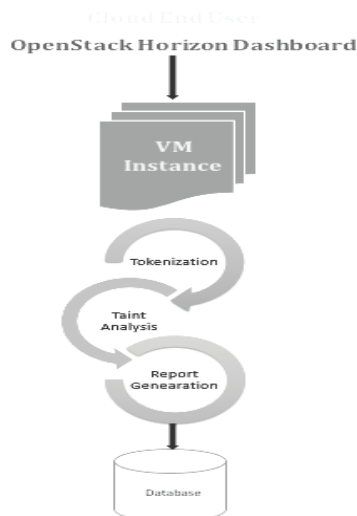 Cloud End User
OpenStack Horizon Dashboard
VM
Instance
Tokenization
Taint
Analysis
Report
Genearation
Database